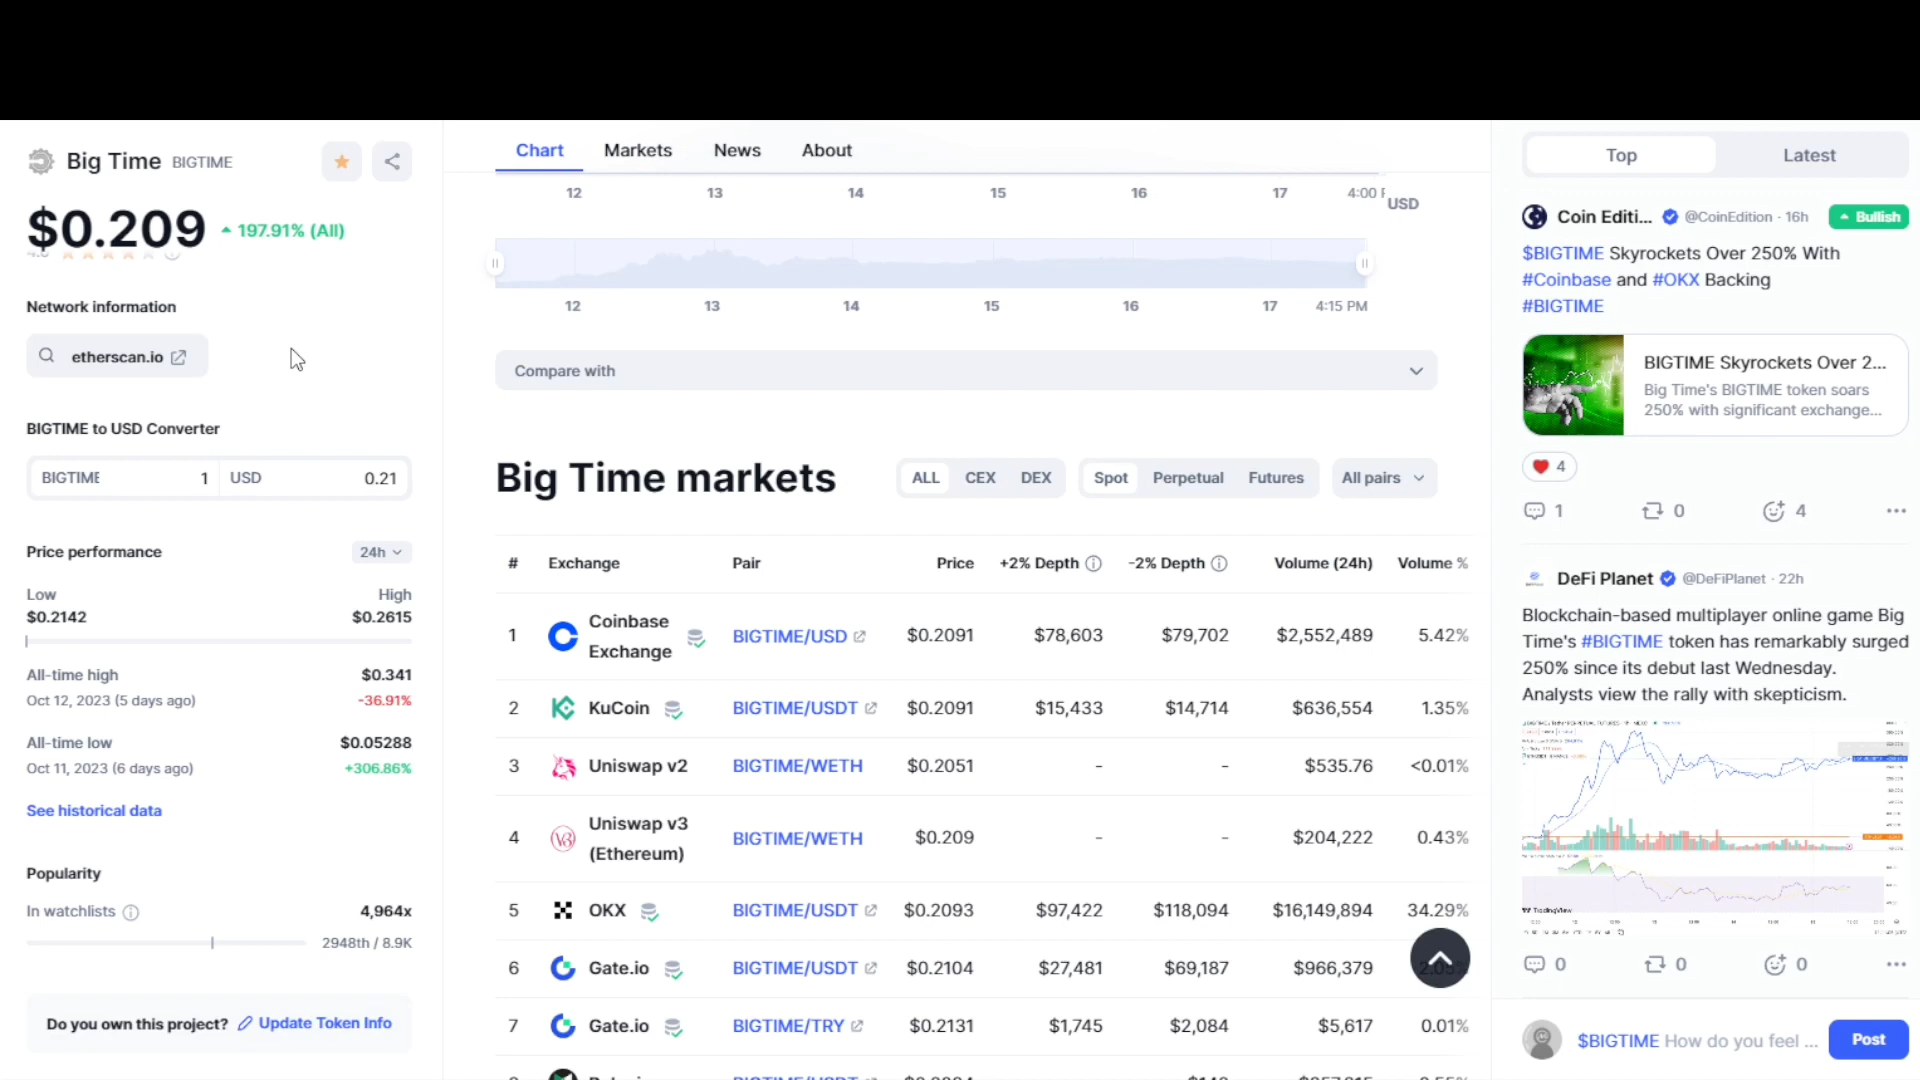 Big Time BIGTIME
$0.209 197.91% (All)
Network information
etherscan.io
BIGTIME to USD Converter
BIGTIME 1 USD 0.21
Price performance 24h
Low High
$0.2142 $0.2615
All-time high $0.341
Oct 12, 2023 (5 days ago) -36.91%
All-time low $0.05288
Oct 11, 2023 (6 days ago) +306.86%
See historical data
Popularity
In watchlists 4,964x
2948th / 8.9K
Do you own this project? Update Token Info
Chart Markets News About
12 13 14 15 16 17 4:00
USD
12 13 14 15 16 17 4:15 PM
Compare with
Big Time markets ALL CEX DEX Spot Perpetual Futures All pairs
# Exchange Pair Price +2% Depth -2% Depth Volume (24h) Volume %
1 Coinbase Exchange BIGTIME/USD $0.2091 $78,603 $79,702 $2,552,489 5.42%
2 KuCoin BIGTIME/USDT $0.2091 $15,433 $14,714 $636,554 1.35%
3 Uniswap v2 BIGTIME/WETH $0.2051 - - $535.76 <0.01%
4 Uniswap v3 (Ethereum) BIGTIME/WETH $0.209 - - $204,222 0.43%
5 OKX BIGTIME/USDT $0.2093 $97,422 $118,094 $16,149,894 34.29%
6 Gate.io BIGTIME/USDT $0.2104 $27,481 $69,187 $966,379
7 Gate.io BIGTIME/TRY $0.2131 $1,745 $2,084 $5,617 0.01%
Top Latest
Coin Editi... @CoinEdition · 16h Bullish
$BIGTIME Skyrockets Over 250% With
#Coinbase and #OKX Backing
#BIGTIME
BIGTIME Skyrockets Over 2...
Big Time's BIGTIME token soars
250% with significant exchange...
4
1 0 4 ...
DeFi Planet @DeFiPlanet · 22h
Blockchain-based multiplayer online game Big
Time's #BIGTIME token has remarkably surged
250% since its debut last Wednesday.
Analysts view the rally with skepticism.
TradingView
0 0 0 ...
$BIGTIME How do you feel ... Post